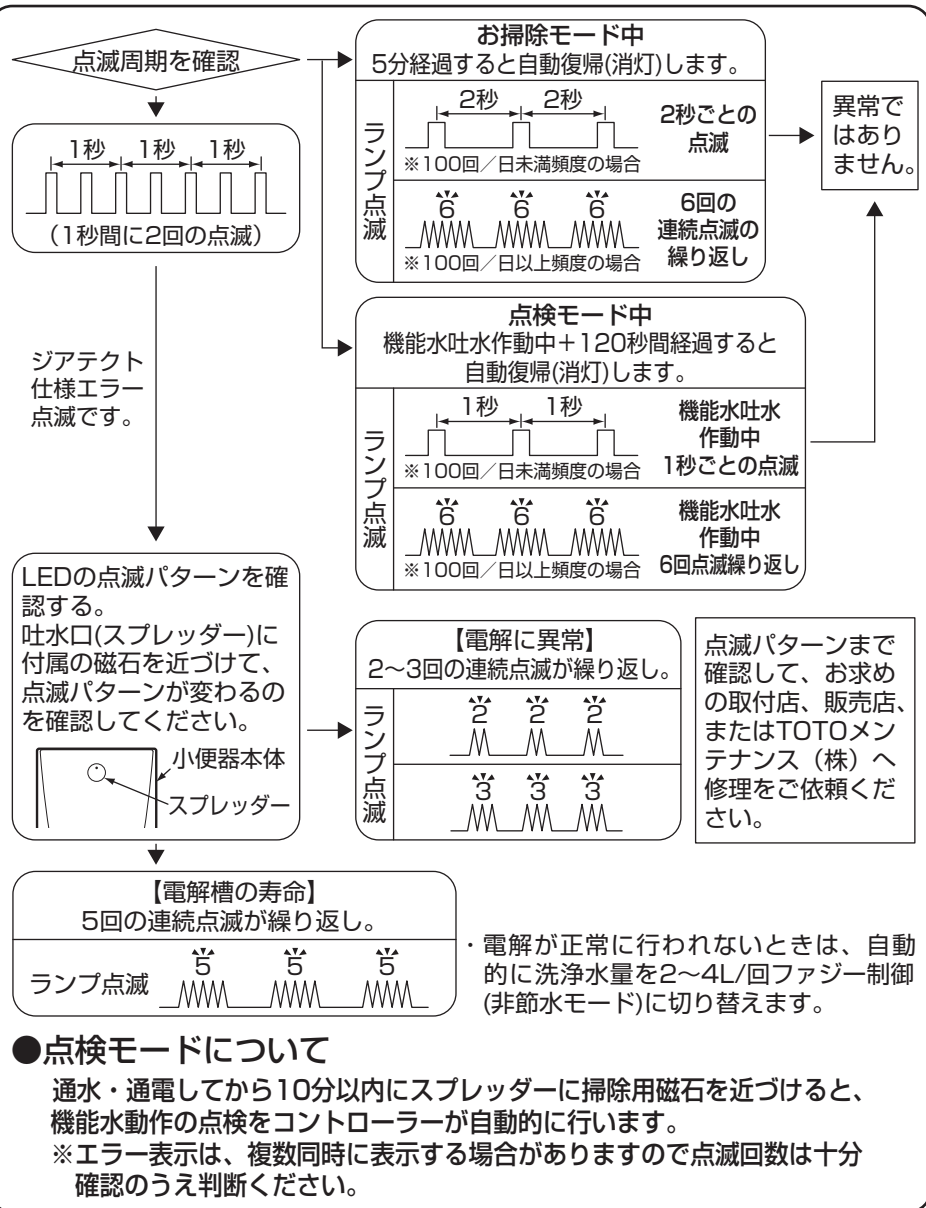 点滅周期を確認
1秒 1秒 1秒
(1秒間に2回の点滅)
ジアテクト
仕様エラー
点滅です。
お掃除モード中
5分経過すると自動復帰(消灯)します。
ランプ点滅
2秒 2秒
※100回/日未満頻度の場合
2秒ごとの
点滅
6 6 6
※100回/日以上頻度の場合
6回の
連続点滅の
繰り返し
異常で
はあり
ません。
点検モード中
機能水吐水作動中+120秒間経過すると
自動復帰(消灯)します。
ランプ点滅
1秒 1秒
※100回/日未満頻度の場合
機能水吐水
作動中
1秒ごとの点滅
6 6 6
※100回/日以上頻度の場合
機能水吐水
作動中
6回点滅繰り返し
LEDの点滅パターンを確
認する。
吐水口(スプレッダー)に
付属の磁石を近づけて、
点滅パターンが変わるの
を確認してください。
小便器本体
スプレッダー
【電解に異常】
2~3回の連続点滅が繰り返し。
ランプ点滅
2 2 2
3 3 3
点滅パターンまで
確認して、お求め
の取付店、販売店、
またはTOTOメン
テナンス(株)へ
修理をご依頼くだ
さい。
【電解槽の寿命】
5回の連続点滅が繰り返し。
ランプ点滅
5 5 5
・電解が正常に行われないときは、自動
的に洗浄水量を2~4L/回ファジー制御
(非節水モード)に切り替えます。
●点検モードについて
通水・通電してから10分以内にスプレッダーに掃除用磁石を近づけると、
機能水動作の点検をコントローラーが自動的に行います。
※エラー表示は、複数同時に表示する場合がありますので点滅回数は十分
確認のうえ判断ください。